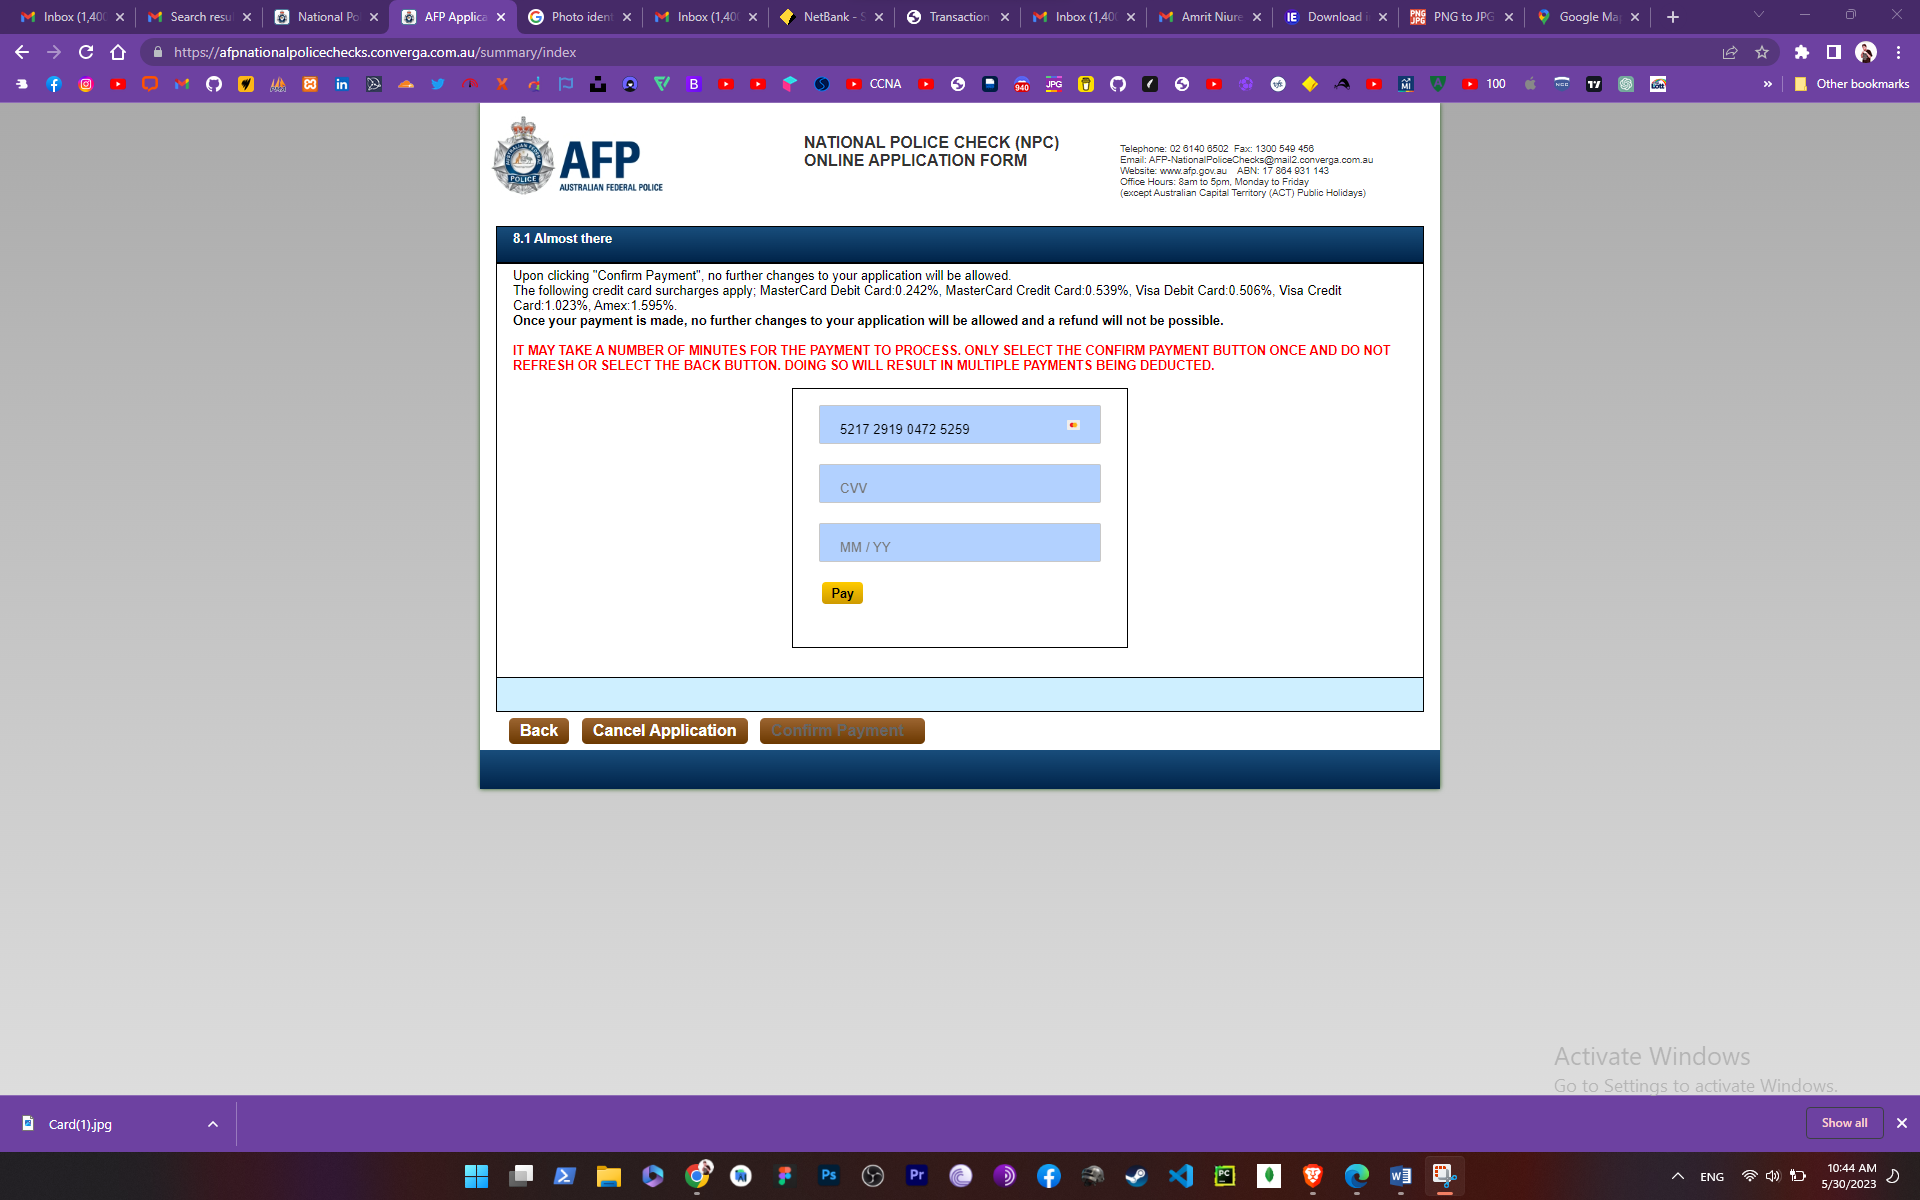 Inbox (1,40
Search resu
National Po
AFP Applica
Photo iden
Inbox (1,40
NetBank - S
Transaction
Inbox (1,40
Amrit Niure
Download i
PNG to JPG
Google Ma
https://afpnationalpolicechecks.converga.com.au/summary/index
CCNA
940
JPG
100
Other bookmarks
AFP
AUSTRALIAN FEDERAL POLICE
NATIONAL POLICE CHECK (NPC)
ONLINE APPLICATION FORM
Telephone: 02 6140 6502 Fax: 1300 549 456
Email: AFP-NationalPoliceChecks@mail2.converga.com.au
Website: www.afp.gov.au ABN: 17 864 931 143
Office Hours: 8am to 5pm, Monday to Friday
(except Australian Capital Territory (ACT) Public Holidays)
8.1 Almost there
Upon clicking "Confirm Payment", no further changes to your application will be allowed.
The following credit card surcharges apply; MasterCard Debit Card:0.242%, MasterCard Credit Card:0.539%, Visa Debit Card:0.506%, Visa Credit
Card:1.023%, Amex:1.595%.
Once your payment is made, no further changes to your application will be allowed and a refund will not be possible.
IT MAY TAKE A NUMBER OF MINUTES FOR THE PAYMENT TO PROCESS. ONLY SELECT THE CONFIRM PAYMENT BUTTON ONCE AND DO NOT
REFRESH OR SELECT THE BACK BUTTON. DOING SO WILL RESULT IN MULTIPLE PAYMENTS BEING DEDUCTED.
5217 2919 0472 5259
CVV
MM / YY
Pay
Back
Cancel Application
Confirm Payment
Activate Windows
Go to Settings to activate Windows.
Card(1).jpg
Show all
ENG
10:44 AM
5/30/2023